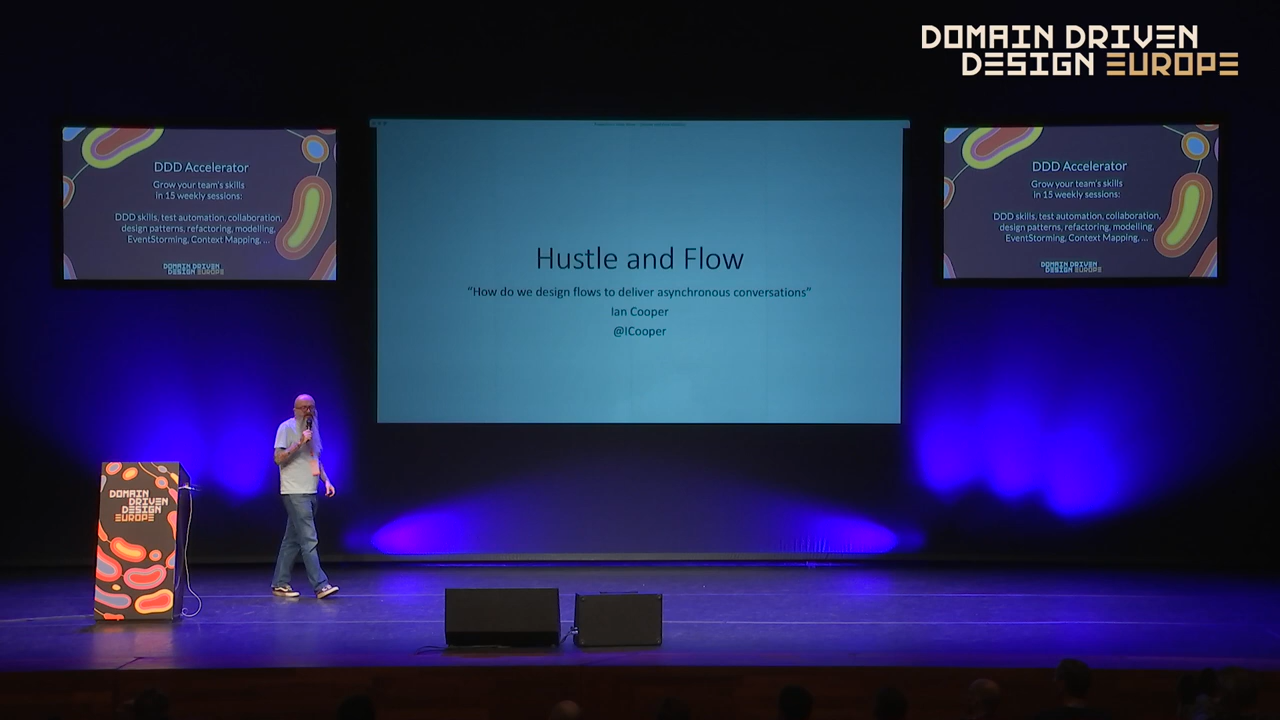 DOMAIN DRIVEN
DESIGN EUROPE
DDD Accelerator
Grow your team's skills
in 15 weekly sessions:
DDD skills, test automation, collaboration,
design patterns, refactoring, modelling,
EventStorming, Context Mapping, ...
DOMAIN DRIVEN
DESIGN EUROPE
Hustle and Flow
"How do we design flows to deliver asynchronous conversations"
Ian Cooper
@ICooper
DDD Accelerator
Grow your team's skills
in 15 weekly sessions:
DDD skills, test automation, collaboration,
design patterns, refactoring, modelling,
EventStorming, Context Mapping, ...
DOMAIN DRIVEN
DESIGN EUROPE
DOMAIN
DRIVEN
DESIGN
EUROPE